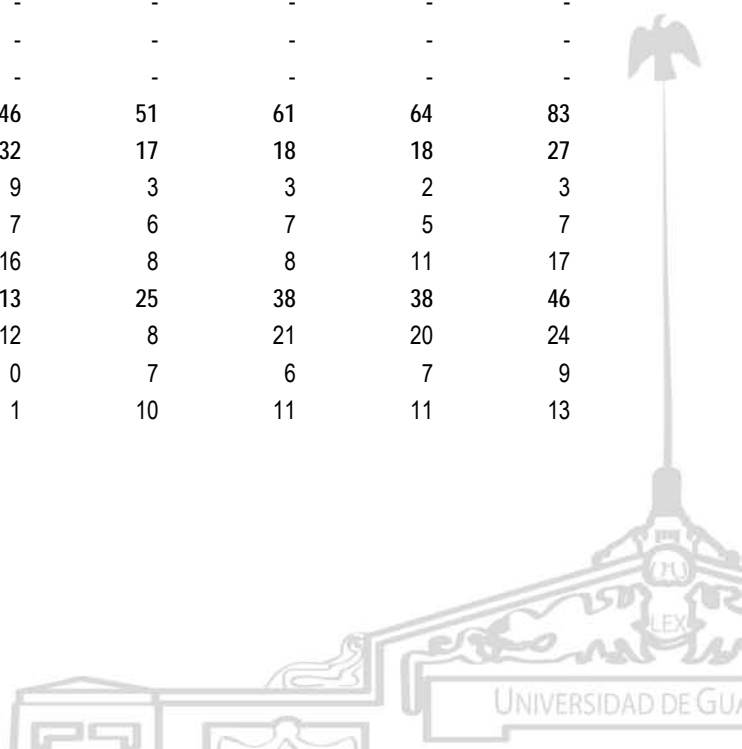 - - - - -
- - - - -
- - - - -
46 51 61 64 83
32 17 18 18 27
9 3 3 2 3
7 6 7 5 7
16 8 8 11 17
13 25 38 38 46
12 8 21 20 24
0 7 6 7 9
1 10 11 11 13
LEX
UNIVERSIDAD DE GUA